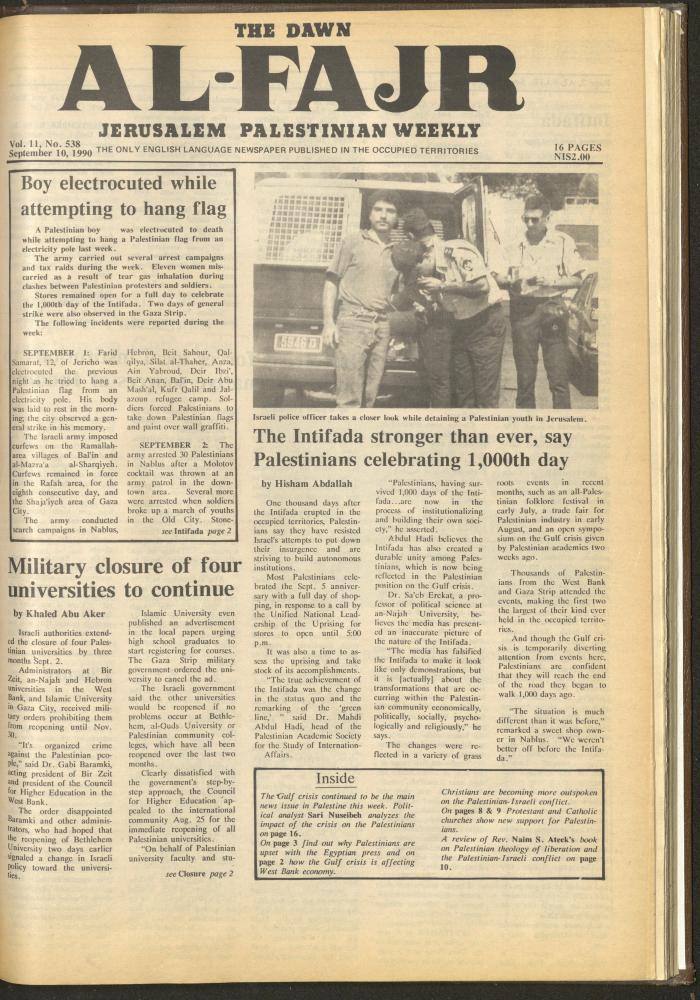 THE DAWN
AL-FAJR
JERUSALEM PALESTINIAN WEEKLY
Vol. 11, No. 538
September 10, 1990
THE ONLY ENGLISH LANGUAGE NEWSPAPER PUBLISHED IN THE OCCUPIED TERRITORIES
16 PAGES
NIS2.00
Boy electrocuted while
attempting to hang flag
A Palestinian boy was electrocuted to death
while attempting to hang a Palestinian flag from an
electricity pole last week.
The army carried out several arrest campaigns
and tax raids during the week. Eleven women mis-
carried as a result of tear gas inhalation during
clashes between Palestinian protesters and soldiers.
Stores remained open for a full day to celebrate
the 1,000th day of the Intifada. Two days of general
strike were also observed in the Gaza Strip.
The following incidents were reported during the
week:
SEPTEMBER 1: Farid
Samarat, 12, of Jericho was
electrocuted the previous
night as he tried to hang a
Palestinian flag from an
electricity pole. His body
was laid to rest in the morn-
ing; the city observed a gen-
eral strike in his memory.
The Israeli army imposed
curfews on the Ramallah-
area villages of Bal'in and
al-Mazra'a al-Sharqiyeh.
Curfews remained in force
in the Rafah area, for the
eighth consecutive day, and
the Shaja'iyeh area of Gaza
City.
The army conducted
search campaigns in Nablus,
Hebron, Beit Sahour, Qal-
qilya, Silat al-Thaher, Anza,
Ain Yabroud, Deir Ibzi',
Beit Anan, Bal'in, Deir Abu
Mash'al, Kufr Qalil and Jal-
azoun refugee camp. Sol-
diers forced Palestinians to
take down Palestinian flags
and paint over wall graffiti.
SEPTEMBER 2: The
army arrested 30 Palestinians
in Nablus after a Molotov
cocktail was thrown at an
army patrol in the down-
town area. Several more
were arrested when soldiers
broke up a march of youths
in the Old City. Stone-
see Intifada page 2
Israeli police officer takes a closer look while detaining a Palestinian youth in Jerusalem.
The Intifada stronger than ever, say
Palestinians celebrating 1,000th day
by Hisham Abdallah
One thousand days after
the Intifada erupted in the
occupied territories, Palestin-
ians say they have resisted
Israel's attempts to put down
their insurgence and are
striving to build autonomous
institutions.
Most Palestinians cele-
brated the Sept. 5 anniver-
sary with a full day of shop-
ping, in response to a call by
the Unified National Lead-
ership of the Uprising for
stores to open until 5:00
p.m.
It was also a time to as-
sess the uprising and take
stock of its accomplishments.
"The true achievement of
the Intifada was the change
in the status quo and the
remarking of the 'green
line,' " said Dr. Mahdi
Abdul Hadi, head of the
Palestinian Academic Society
for the Study of Internation-
Affairs.
"Palestinians, having sur-
vived 1,000 days of the Inti-
fada...are now in the
process of institutionalizing
and building their own soci-
ety," he asserted.
Abdul Hadi believes the
Intifada has also created a
durable unity among Pales-
tinians, which is now being
reflected in the Palestinian
position on the Gulf crisis.
Dr. Sa'eb Erekat, a pro-
fessor of political science at
an-Najah University, be-
lieves the media has present-
ed an inaccurate picture of
the nature of the Intifada.
"The media has falsified
the Intifada to make it look
like only demonstrations, but
it is [actually] about the
transformations that are oc-
curring within the Palestin-
ian community economically,
politically, socially, psycho-
logically and religiously," he
says.
The changes were re-
flected in a variety of grass
roots events in recent
months, such as an all-Pales-
tinian folklore festival in
early July, a trade fair for
Palestinian industry in early
August, and an open sympo-
sium on the Gulf crisis given
by Palestinian academics two
weeks ago.
Thousands of Palestin-
ians from the West Bank
and Gaza Strip attended the
events, making the first two
the largest of their kind ever
held in the occupied territo-
ries.
And though the Gulf cri-
sis is temporarily diverting
attention from events here,
Palestinians are confident
that they will reach the end
of the road they began to
walk 1,000 days ago.
"The situation is much
different than it was before,"
remarked a sweet shop own-
er in Nablus. "We weren't
better off before the Intifa-
da."
Military closure of four
universities to continue
by Khaled Abu Aker
Israeli authorities extend-
ed the closure of four Pales-
tinian universities by three
months Sept. 2.
Administrators at Bir
Zeit, an-Najah and Hebron
universities in the West
Bank, and Islamic University
in Gaza City, received mili-
tary orders prohibiting them
from reopening until Nov.
30.
"It's organized crime
against the Palestinian peo-
ple," said Dr. Gabi Baramki,
acting president of Bir Zeit
and president of the Council
for Higher Education in the
West Bank.
The order disappointed
Baramki and other adminis-
trators, who had hoped that
the reopening of Bethlehem
University two days earlier
signaled a change in Israeli
policy toward the universi-
ties.
Islamic University even
published an advertisement
in the local papers urging
high school graduates to
start registering for courses.
The Gaza Strip military
government ordered the uni-
versity to cancel the ad.
The Israeli government
said the other universities
would be reopened if no
problems occur at Bethle-
hem, al-Quds University or
Palestinian community col-
leges, which have all been
reopened over the last two
months.
Clearly dissatisfied with
the government's step-by-
step approach, the Council
for Higher Education ap-
pealed to the international
community Aug. 25 for the
immediate reopening of all
Palestinian universities.
"On behalf of Palestinian
university faculty and stu-
see Closure page 2
Inside
The Gulf crisis continued to be the main
news issue in Palestine this week. Polit-
ical analyst Sari Nuseibeh analyzes the
impact of the crisis on the Palestinians
on page 16.
On page 3 find out why Palestinians are
upset with the Egyptian press and on
page 2 how the Gulf crisis is affecting
West Bank economy.
Christians are becoming more outspoken
on the Palestinian-Israeli conflict.
On pages 8 & 9 Protestant and Catholic
churches show new support for Palestin-
ians.
A review of Rev. Naim S. Ateek's book
on Palestinian theology of liberation and
the Palestinian-Israeli conflict on page
10.